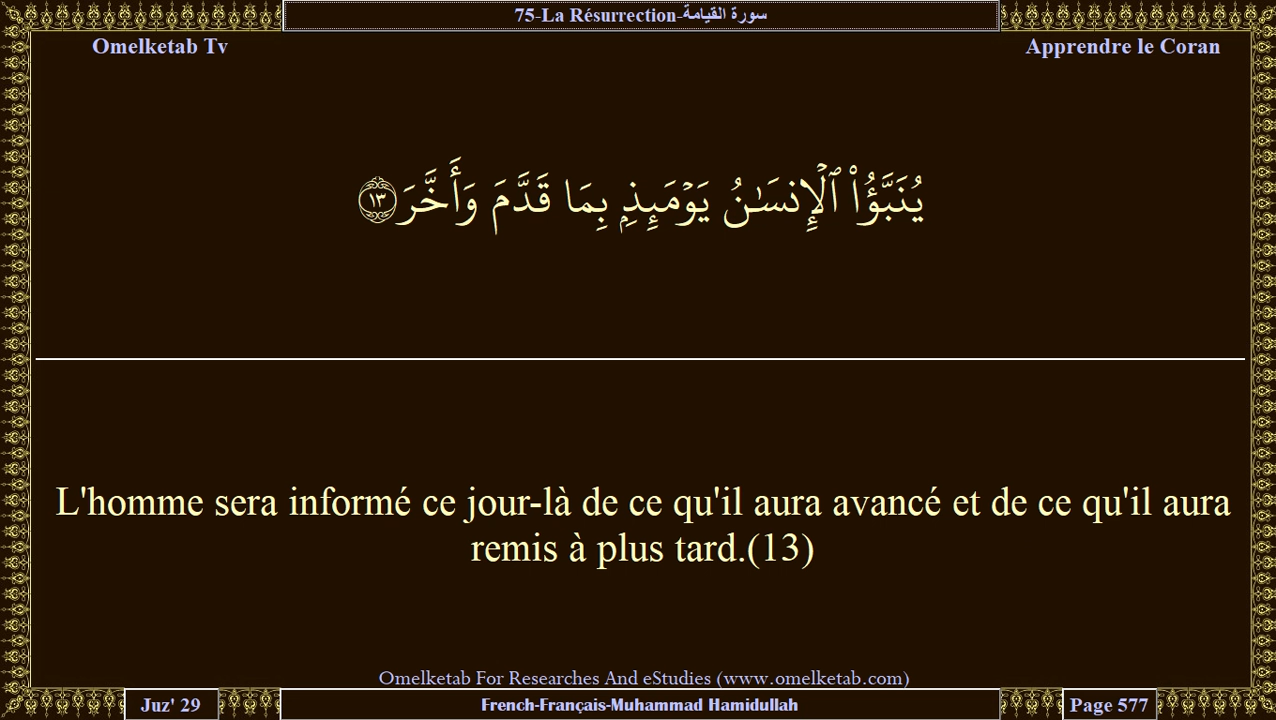 75-La Résurrection-سورة القيامة
Omelketab Tv
Apprendre le Coran
يُنَبَّؤُا۟ ٱلْإِنسَـٰنُ يَوْمَئِذٍۭ بِمَا قَدَّمَ وَأَخَّرَ ١٣
L'homme sera informé ce jour-là de ce qu'il aura avancé et de ce qu'il aura
remis à plus tard.(13)
Omelketab For Researches And eStudies (www.omelketab.com)
Juz' 29
French-Français-Muhammad Hamidullah
Page 577